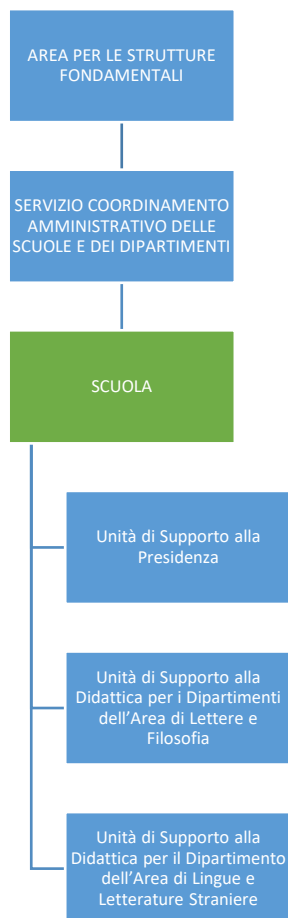 AREA PER LE STRUTTURE
FONDAMENTALI
SERVIZIO COORDINAMENTO
AMMINISTRATIVO DELLE
SCUOLE E DEI DIPARTIMENTI
SCUOLA
Unità di Supporto alla
Presidenza
Unità di Supporto alla
Didattica per i Dipartimenti
dell’Area di Lettere e
Filosofia
Unità di Supporto alla
Didattica per il Dipartimento
dell’Area di Lingue e
Letterature Straniere